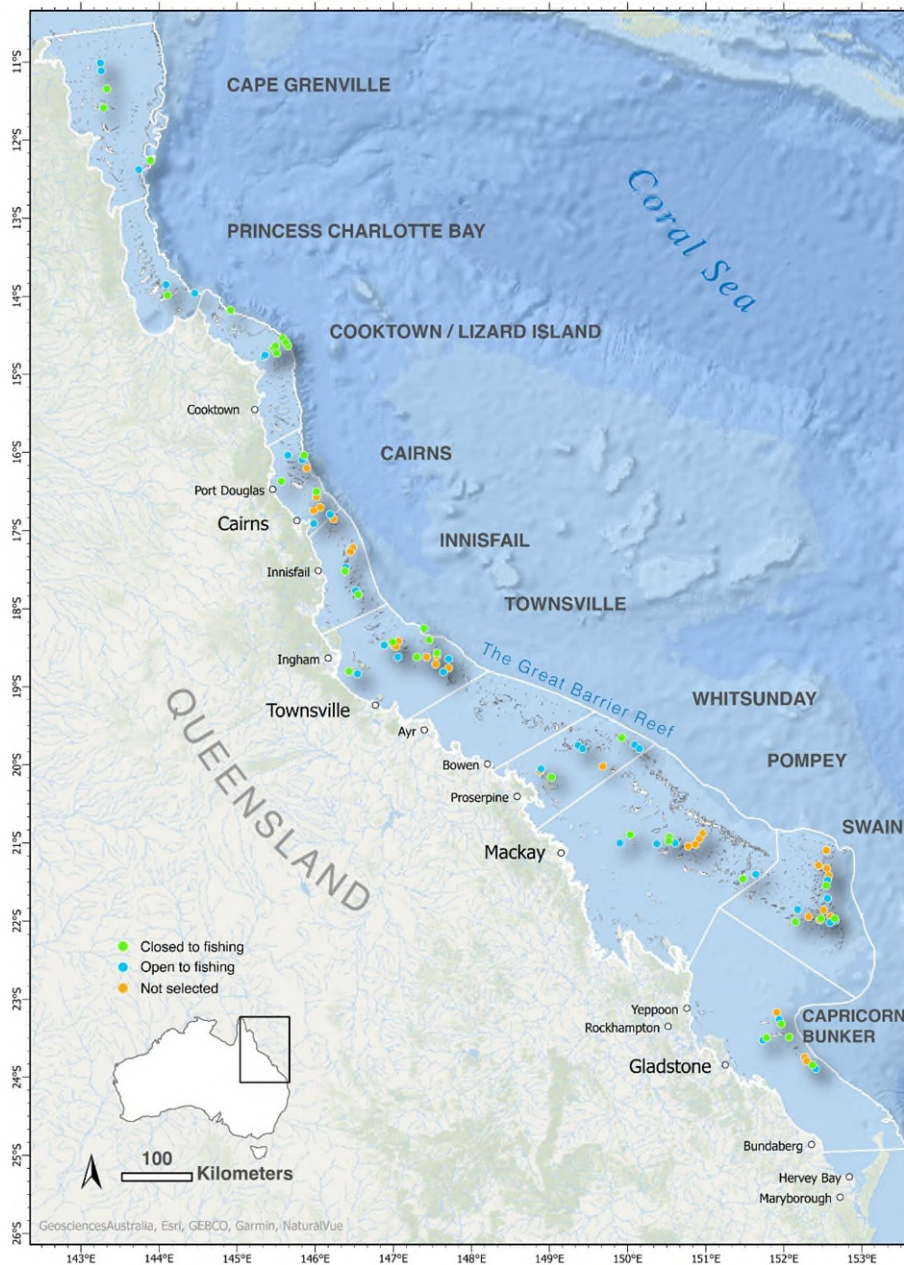 11°S
12°S
13°S
14°S
15°S
16°S
17°S
18°S
19°S
20°S
21°S
22°S
23°S
24°S
25°S
26°S
CAPE GRENVILLE
Coral Sea
PRINCESS CHARLOTTE BAY
COOKTOWN / LIZARD ISLAND
Cooktown
CAIRNS
Port Douglas
Cairns
INNISFAIL
Innisfail
TOWNSVILLE
Ingham
The Great Barrier Reef
WHITSUNDAY
Townsville
Ayr
POMPEY
Bowen
Proserpine
SWAIN
Mackay
QUEENSLAND
Closed to fishing
Open to fishing
Not selected
Yeppoon
CAPRICORN
BUNKER
Rockhampton
Gladstone
Bundaberg
100
Kilometers
Hervey Bay
Maryborough
GeosciencesAustralia, Esri, GEBCO, Garmin, NaturalVue
143°E 144°E 145°E 146°E 147°E 148°E 149°E 150°E 151°E 152°E 153°E